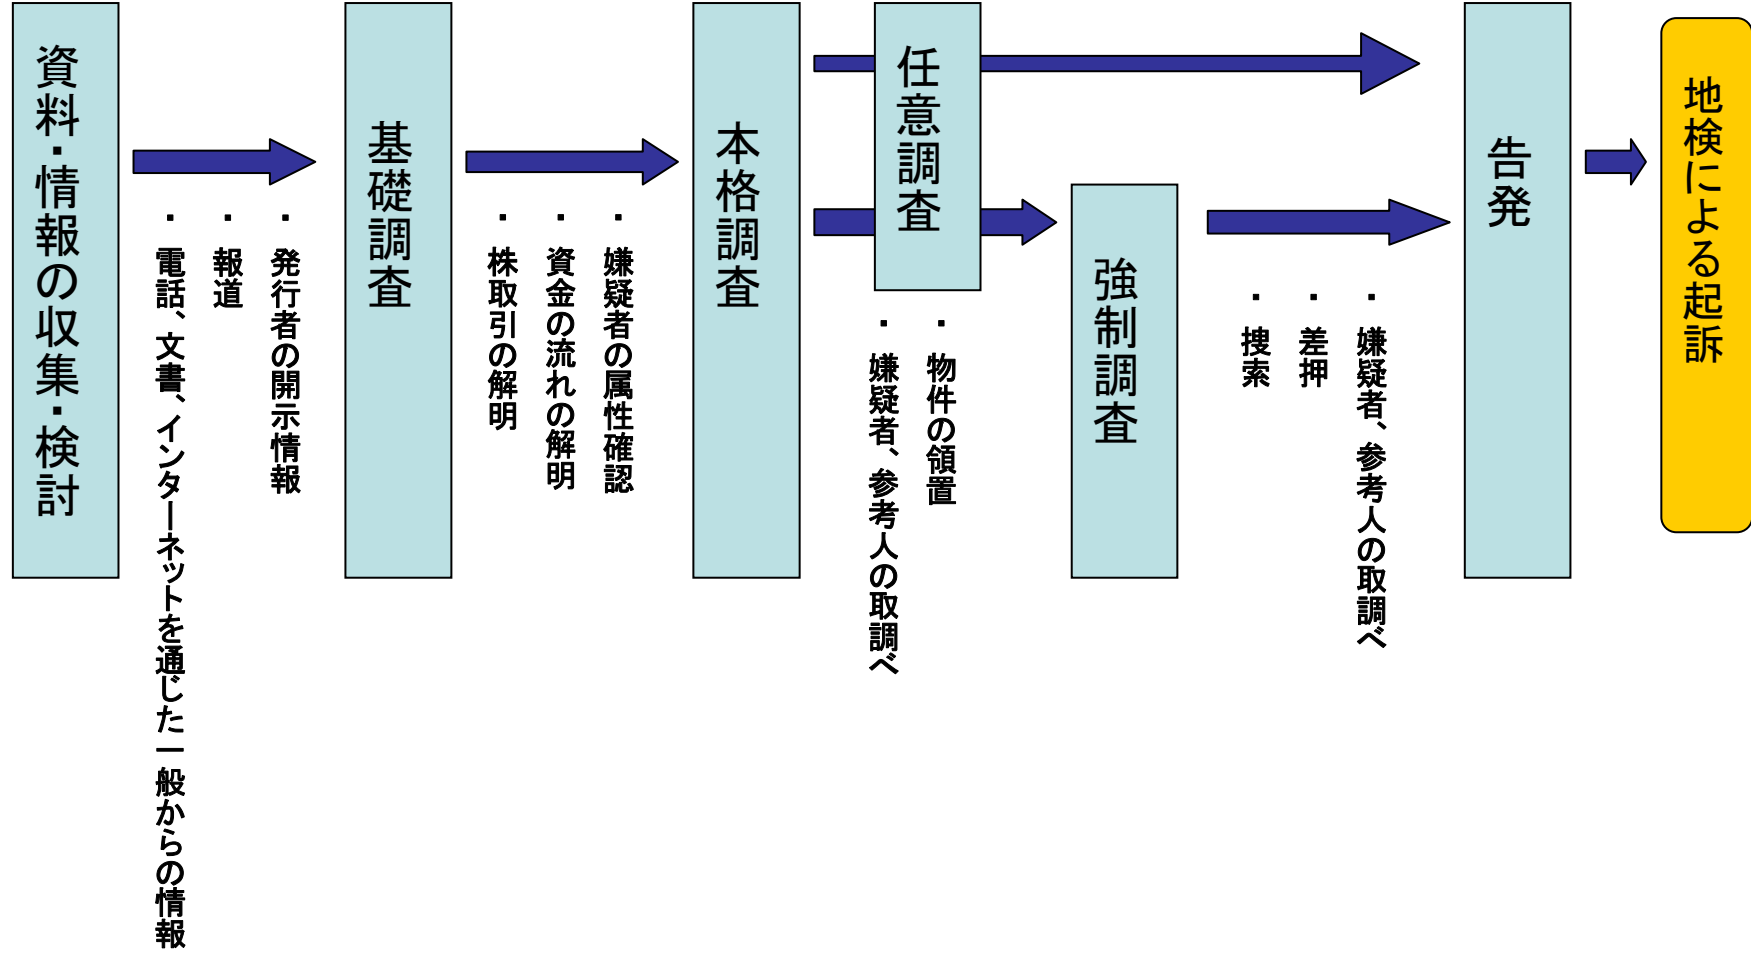 資料・情報の収集・検討
・電話、文書、インターネットを通じた一般からの情報
・報道
・発行者の開示情報
基礎調査
・株取引の解明
・資金の流れの解明
・嫌疑者の属性確認
本格調査
任意調査
・嫌疑者、参考人の取調べ
・物件の領置
強制調査
・捜索
・差押
・嫌疑者、参考人の取調べ
告発
地検による起訴